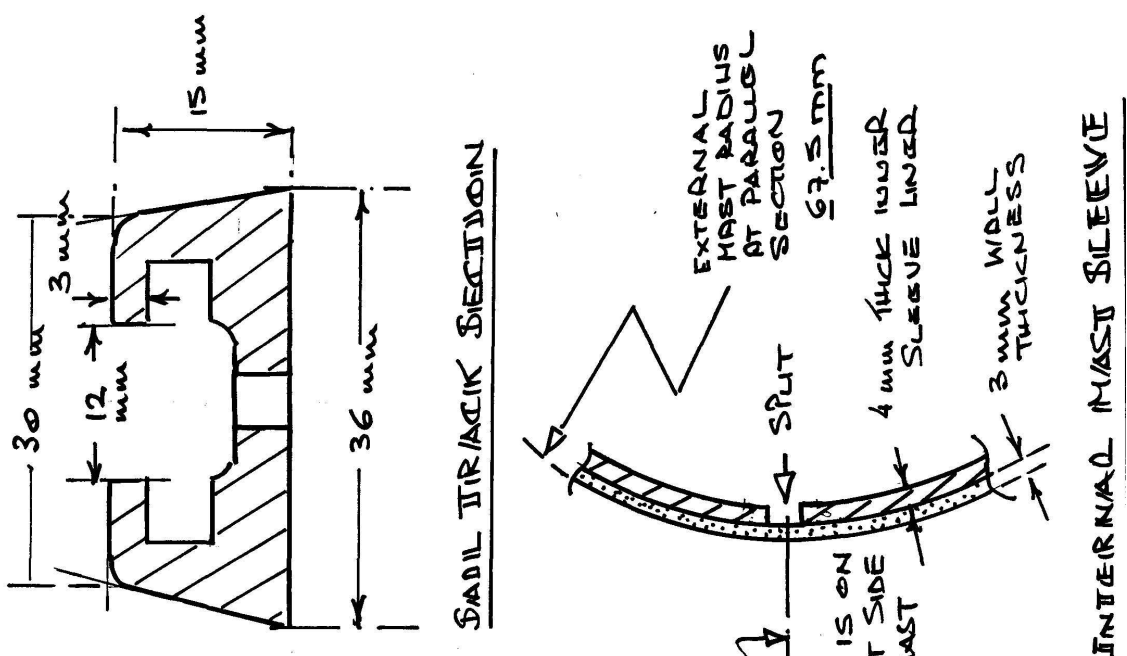 30 mm
12
mm
3 mm
15 mm
36 mm
SAIL TRACK SECTION
EXTERNAL
MAST RADIUS
AT PARALLEL
SECTION
67.5 mm
SPLIT
4 mm THICK INNER
SLEEVE LINER
3 mm WALL
THICKNESS
IS ON
T SIDE
AST
INTERNAL MAST SLEEVE